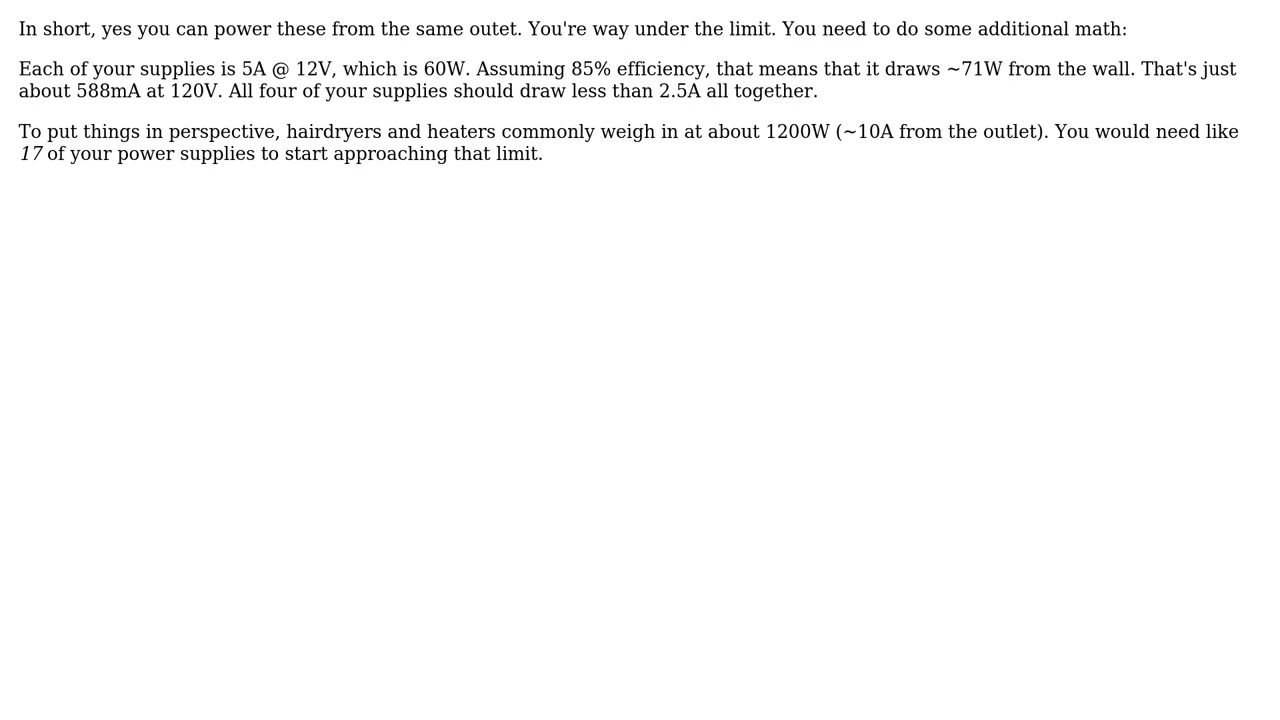 In short, yes you can power these from the same outet. You're way under the limit. You need to do some additional math:
Each of your supplies is 5A @ 12V, which is 60W. Assuming 85% efficiency, that means that it draws ~71W from the wall. That's just
about 588mA at 120V. All four of your supplies should draw less than 2.5A all together.
To put things in perspective, hairdryers and heaters commonly weigh in at about 1200W (~10A from the outlet). You would need like
17 of your power supplies to start approaching that limit.